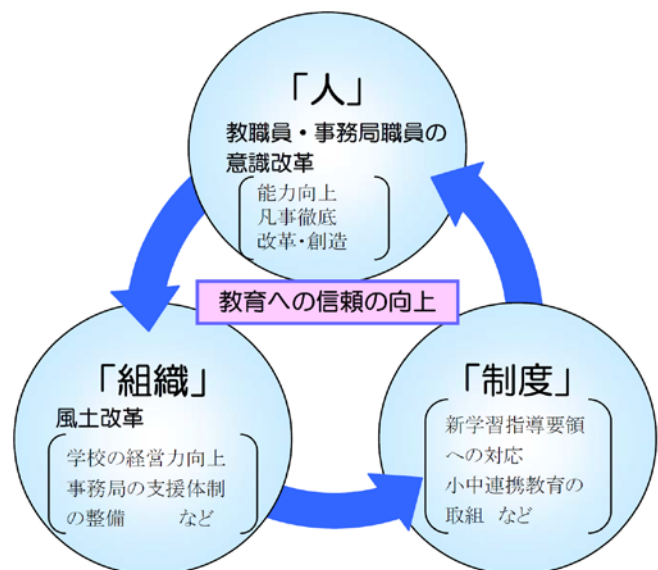 「人」
教職員・事務局職員の
意識改革
能力向上
凡事徹底
改革・創造
教育への信頼の向上
「組織」
風土改革
学校の経営力向上
事務局の支援体制
の整備　　など
「制度」
新学習指導要領
への対応
小中連携教育の
取組　など